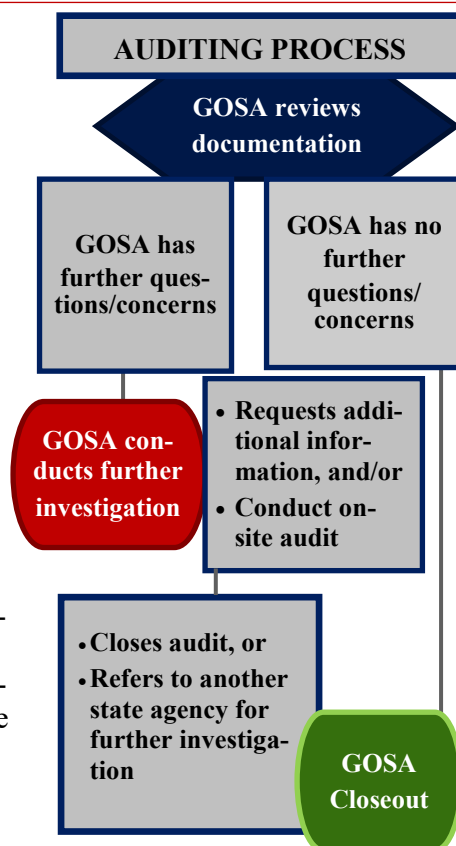 AUDITING PROCESS
GOSA reviews
documentation
GOSA has
further ques-
tions/concerns
GOSA has no
further
questions/
concerns
GOSA con-
ducts further
investigation
• Requests addi-
tional infor-
mation, and/or
• Conduct on-
site audit
-
-
e
• Closes audit, or
• Refers to another
state agency for
further investiga-
tion
GOSA
Closeout